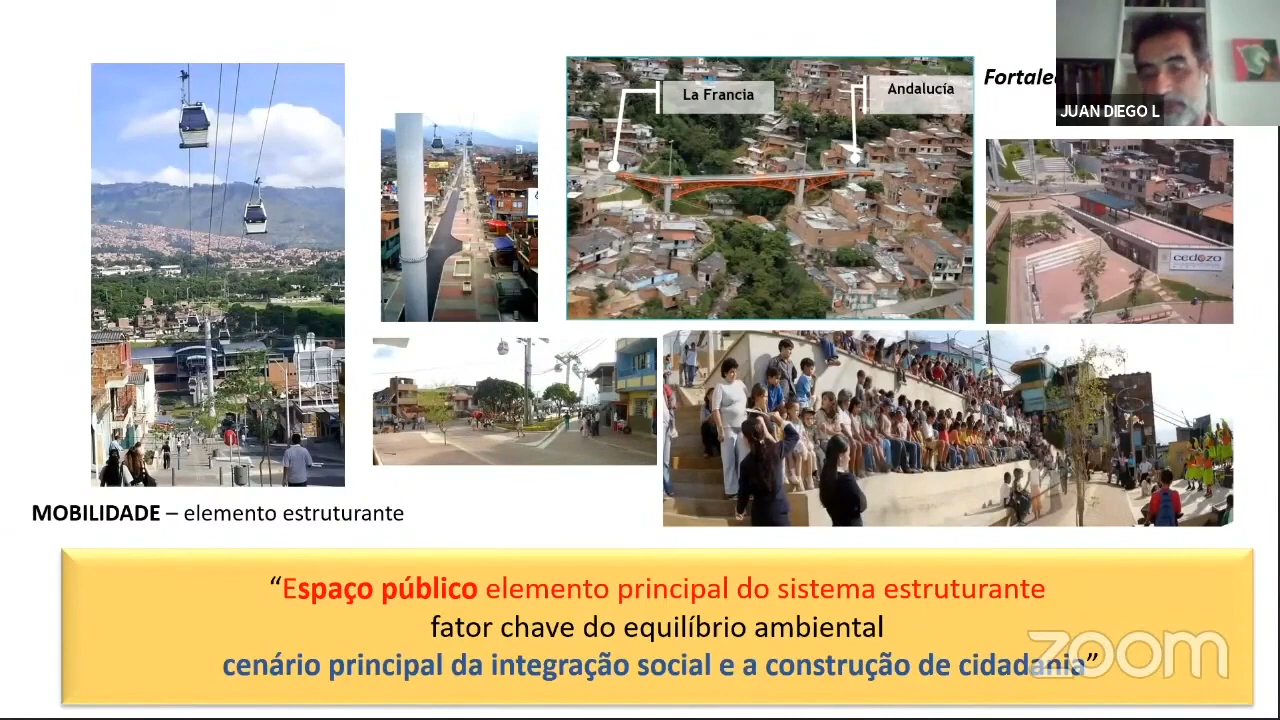 La Francia
Andalucía
Fortale
JUAN DIEGO L
cedezo
MOBILIDADE – elemento estruturante
“Espaço público elemento principal do sistema estruturante
fator chave do equilíbrio ambiental
cenário principal da integração social e a construção de cidadania”
zoom